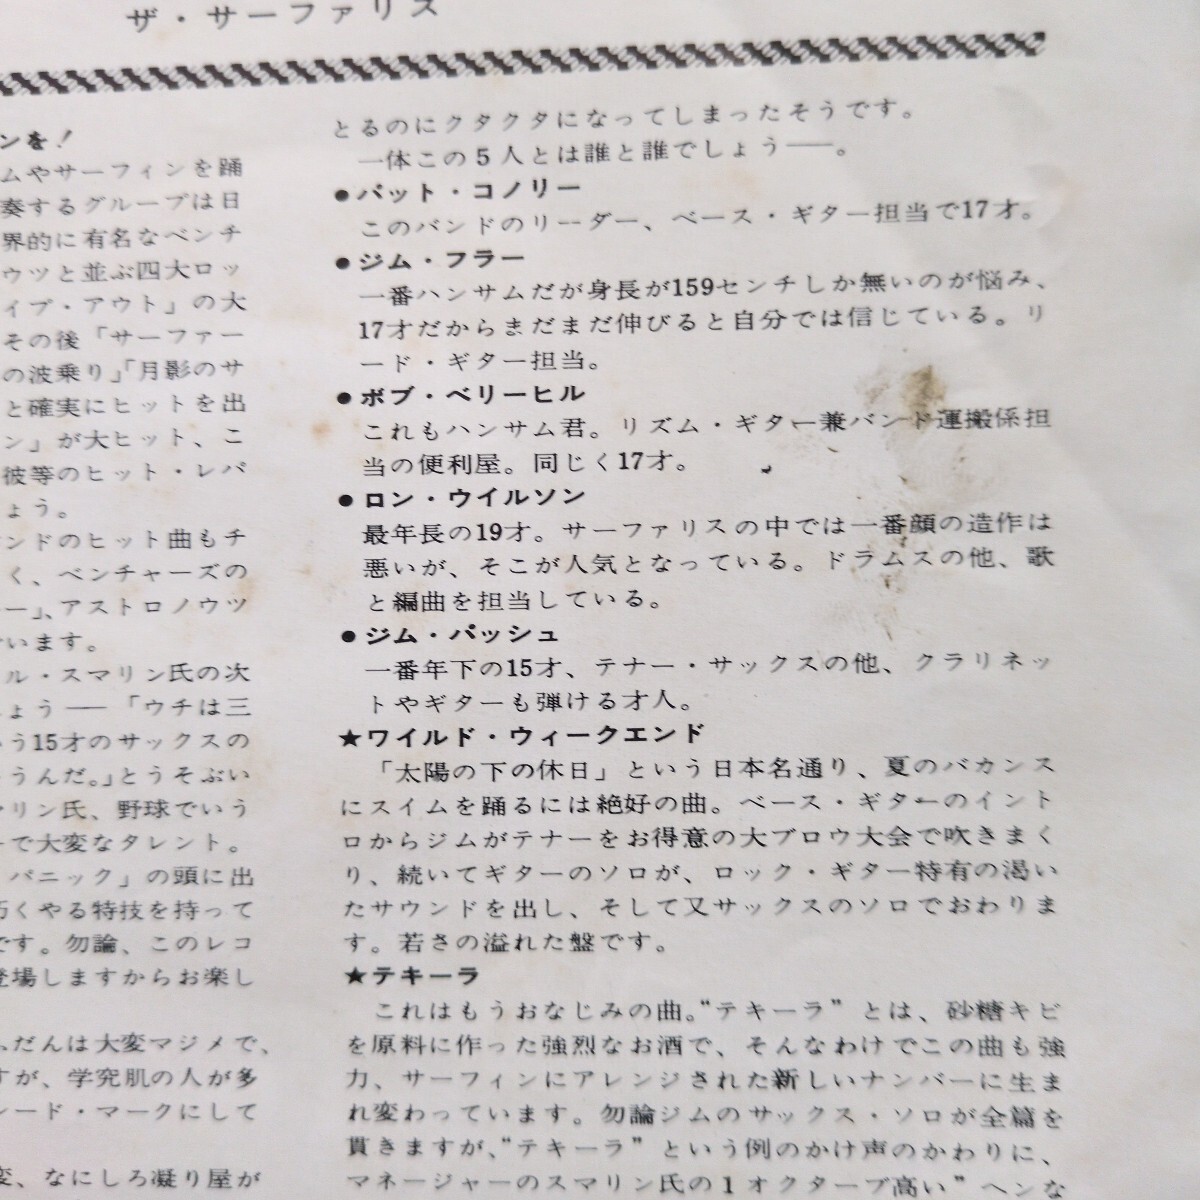 ザ・サーファリス
ンを！
ムやサーフィンを踊
奏するグループは日
界的に有名なベンチ
ウツと並ぶ四大ロッ
イプ・アウト」の大
その後「サーファー
の波乗り」「月影のサ
と確実にヒットを出
ン」が大ヒット、こ
彼等のヒット・レパ
ょう。
ンドのヒット曲もチ
く、ベンチャーズの
ー」、アストロノウツ
います。
ル・スマリン氏の次
ょう——「ウチは三
う15才のサックスの
うんだ。」とうそぶい
マリン氏、野球でいう
で大変なタレント。
パニック」の頭に出
巧くやる特技を持って
です。勿論、このレコ
登場しますからお楽し
ふだんは大変マジメで、
すが、学究肌の人が多
レード・マークにして
変、なにしろ凝り屋が
とるのにクタクタになってしまったそうです。
一体この5人とは誰と誰でしょう——。
●パット・コノリー
このバンドのリーダー、ベース・ギター担当で17才。
●ジム・フラー
一番ハンサムだが身長が159センチしか無いのが悩み、
17才だからまだまだ伸びると自分では信じている。リ
ード・ギター担当。
●ボブ・ベリーヒル
これもハンサム君。リズム・ギター兼バンド運搬係担
当の便利屋。同じく17才。
●ロン・ウイルソン
最年長の19才。サーファリスの中では一番顔の造作は
悪いが、そこが人気となっている。ドラムスの他、歌
と編曲を担当している。
●ジム・パッシュ
一番年下の15才、テナー・サックスの他、クラリネッ
トやギターも弾ける才人。
★ワイルド・ウィークエンド
「太陽の下の休日」という日本名通り、夏のバカンス
にスイムを踊るには絶好の曲。ベース・ギターのイント
ロからジムがテナーをお得意の大ブロウ大会で吹きまく
り、続いてギターのソロが、ロック・ギター特有の渇い
たサウンドを出し、そして又サックスのソロでおわりま
す。若さの溢れた盤です。
★テキーラ
これはもうおなじみの曲。“テキーラ”とは、砂糖キビ
を原料に作った強烈なお酒で、そんなわけでこの曲も強
力、サーフィンにアレンジされた新しいナンバーに生ま
れ変わっています。勿論ジムのサックス・ソロが全篇を
貫きますが、“テキーラ”という例のかけ声のかわりに、
マネージャーのスマリン氏の1オクターブ高い”ヘンな